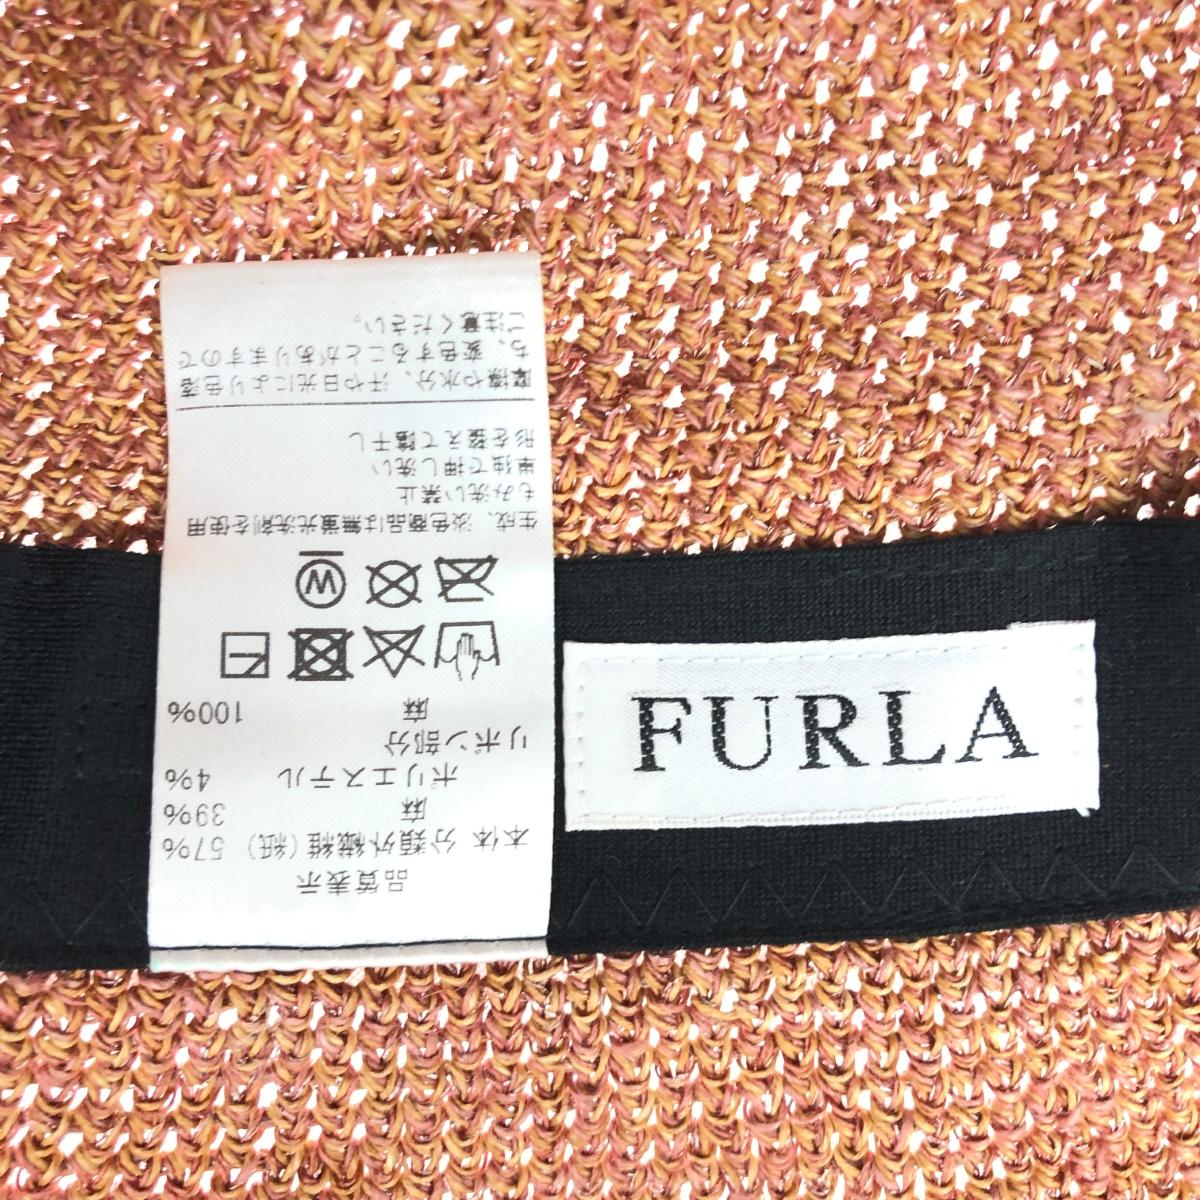 品質表示
本体 分類外繊維(紙) 57%
麻 39%
ポリエステル 4%
リボン部分
麻 100%
W
生成、淡色商品は無蛍光洗剤を使用
もみ洗い禁止
単独で押し洗い
形を整えて陰干し
摩擦や水分、汗や日光により色落
ち、変色することがありますので
ご注意ください。
FURLA